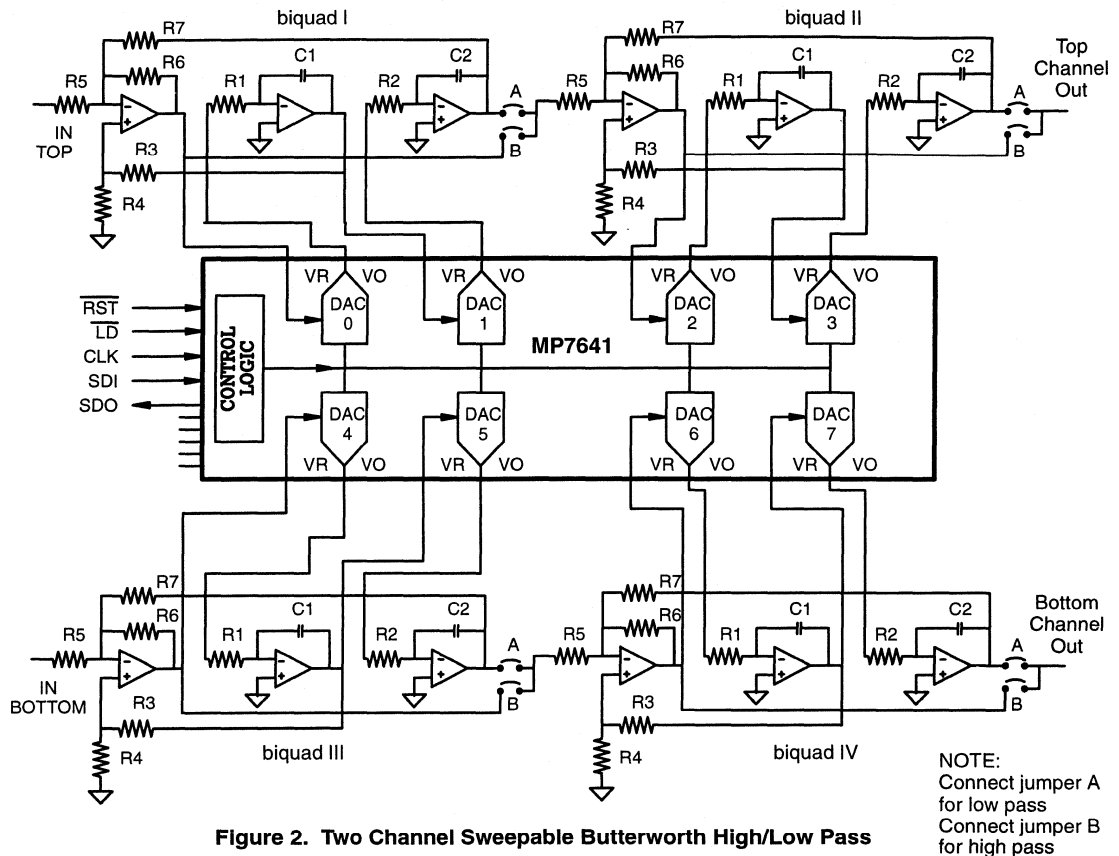 biquad I
biquad II
R7
R6
R5
R1
C1
R2
C2
A
B
R3
R4
IN
TOP
R7
R6
R5
R1
C1
R2
C2
A
B
R3
R4
Top
Channel
Out
VR VO
VR VO
VR VO
VR VO
DAC
0
DAC
1
DAC
2
DAC
3
MP7641
RST
LD
CLK
SDI
SDO
CONTROL
LOGIC
DAC
4
DAC
5
DAC
6
DAC
7
VR VO
VR VO
VR VO
VR VO
R7
R6
R5
R1
C1
R2
C2
A
B
R3
R4
IN
BOTTOM
R7
R6
R5
R1
C1
R2
C2
A
B
R3
R4
Bottom
Channel
Out
biquad III
biquad IV
NOTE:
Connect jumper A
for low pass
Connect jumper B
for high pass
Figure 2. Two Channel Sweepable Butterworth High/Low Pass